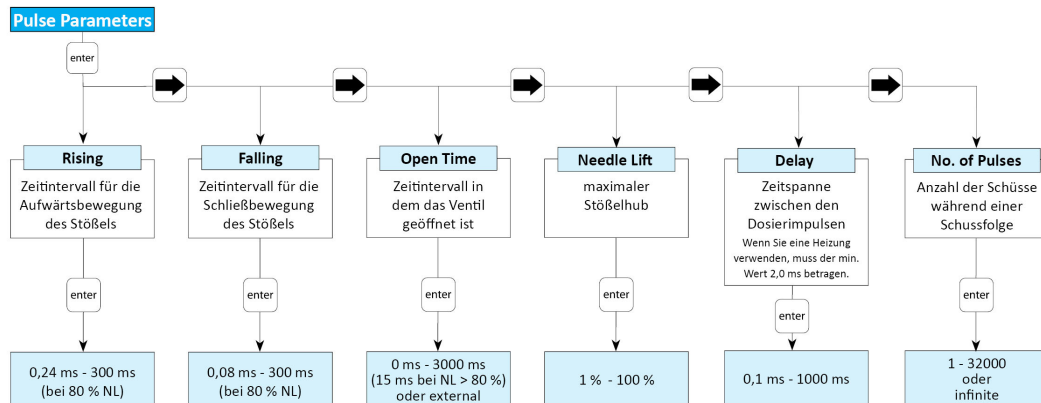 Pulse Parameters
enter
Rising
Zeitintervall für die
Aufwärtsbewegung
des Stößels
enter
0,24 ms - 300 ms
(bei 80 % NL)
Falling
Zeitintervall für die
Schließbewegung
des Stößels
enter
0,08 ms - 300 ms
(bei 80 % NL)
Open Time
Zeitintervall in
dem das Ventil
geöffnet ist
enter
0 ms - 3000 ms
(15 ms bei NL > 80 %)
oder external
Needle Lift
maximaler
Stößelhub
enter
1 % - 100 %
Delay
Zeitspanne
zwischen den
Dosierimpulsen
Wenn Sie eine Heizung
verwenden, muss der min.
Wert 2,0 ms betragen.
enter
0,1 ms - 1000 ms
No. of Pulses
Anzahl der Schüsse
während einer
Schussfolge
enter
1 - 32000
oder
infinite